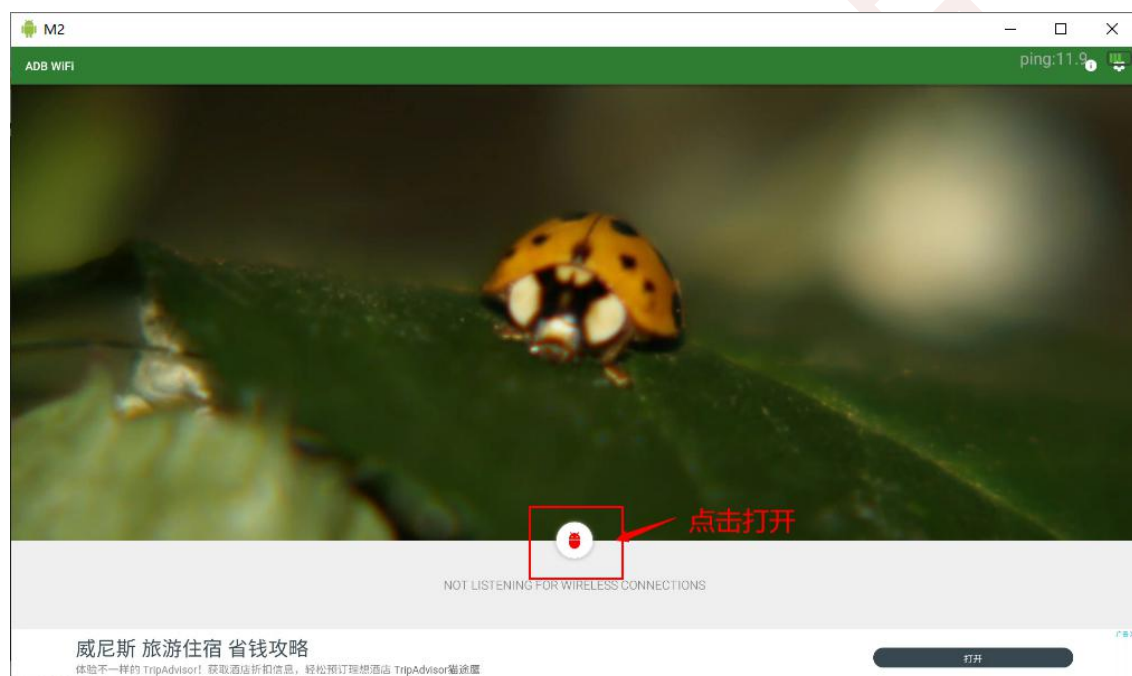 M2
ADB WiFi
ping:11.9
点击打开
NOT LISTENING FOR WIRELESS CONNECTIONS
广告
威尼斯 旅游住宿 省钱攻略
体验不一样的 TripAdvisor！获取酒店折扣信息，轻松预订理想酒店 TripAdvisor猫途鹰
打开